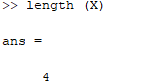 >> length (X)
ans =
4